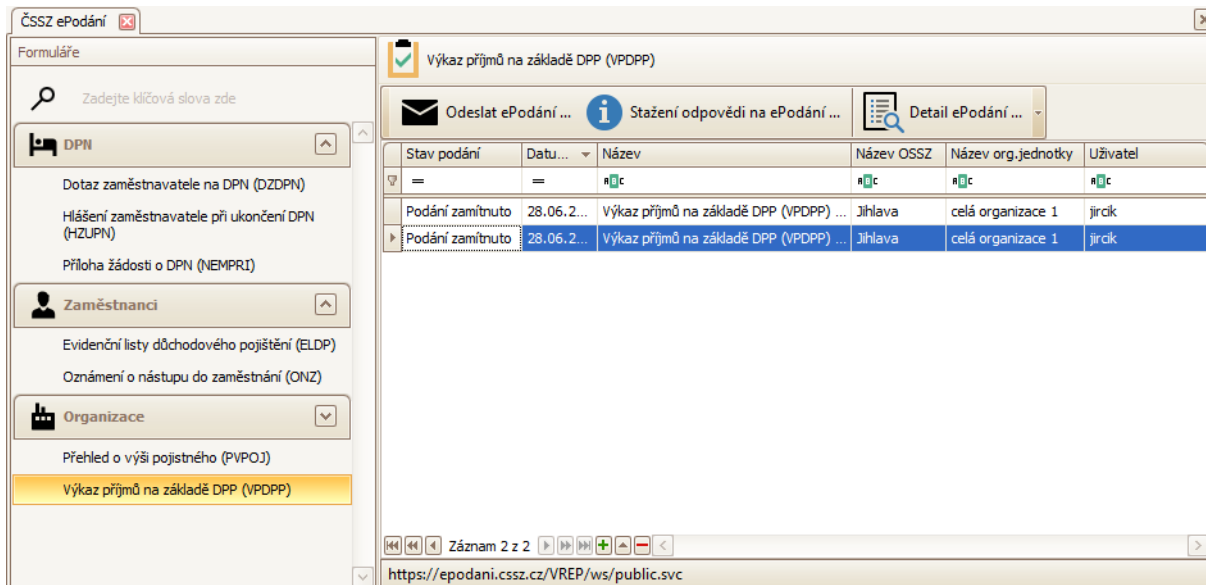 ČSSZ ePodání
Formuláře
Zadejte klíčová slova zde
DPN
Dotaz zaměstnavatele na DPN (DZDPN)
Hlášení zaměstnavatele při ukončení DPN
(HZUPN)
Příloha žádosti o DPN (NEMPRI)
Zaměstnanci
Evidenční listy důchodového pojištění (ELDP)
Oznámení o nástupu do zaměstnání (ONZ)
Organizace
Přehled o výši pojistného (PVPOJ)
Výkaz příjmů na základě DPP (VPDPP)
Výkaz příjmů na základě DPP (VPDPP)
Odeslat ePodání ... Stažení odpovědi na ePodání ... Detail ePodání ...
Stav podání Datu... Název Název OSSZ Název org.jednotky Uživatel
= = ABC ABC ABC ABC
Podání zamítnuto 28.06.2... Výkaz příjmů na základě DPP (VPDPP) ... Jihlava celá organizace 1 jircik
Podání zamítnuto 28.06.2... Výkaz příjmů na základě DPP (VPDPP) ... Jihlava celá organizace 1 jircik
Záznam 2 z 2
https://epodani.cssz.cz/VREP/ws/public.svc